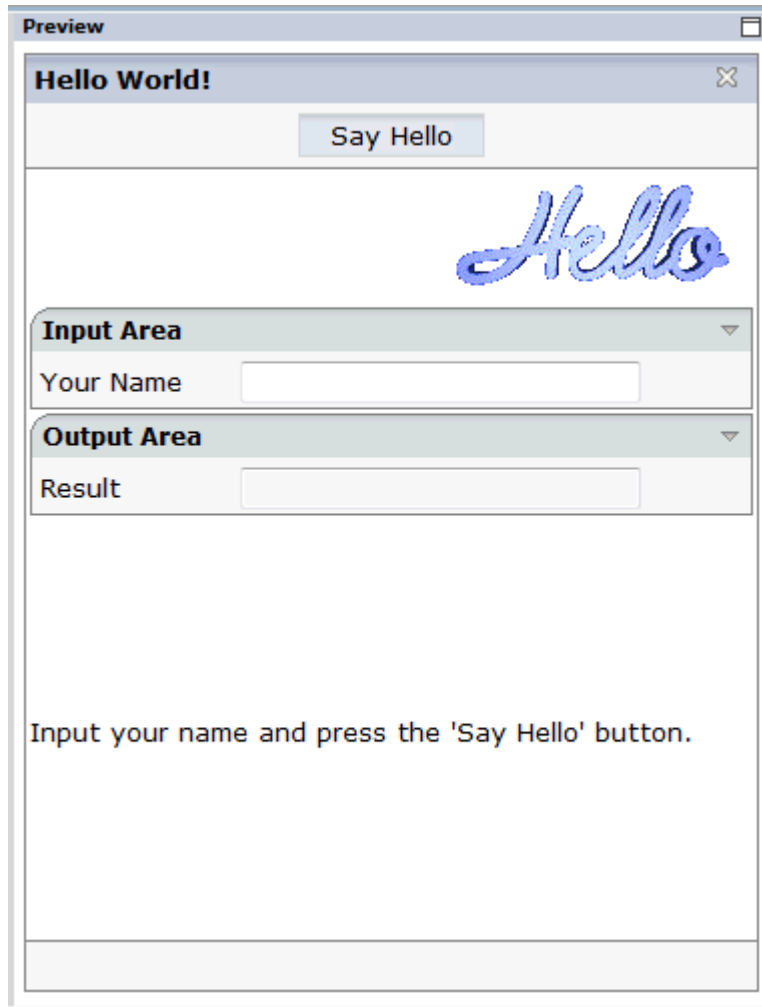 Preview
Hello World!
Say Hello
Hello
Input Area
Your Name
Output Area
Result
Input your name and press the 'Say Hello' button.